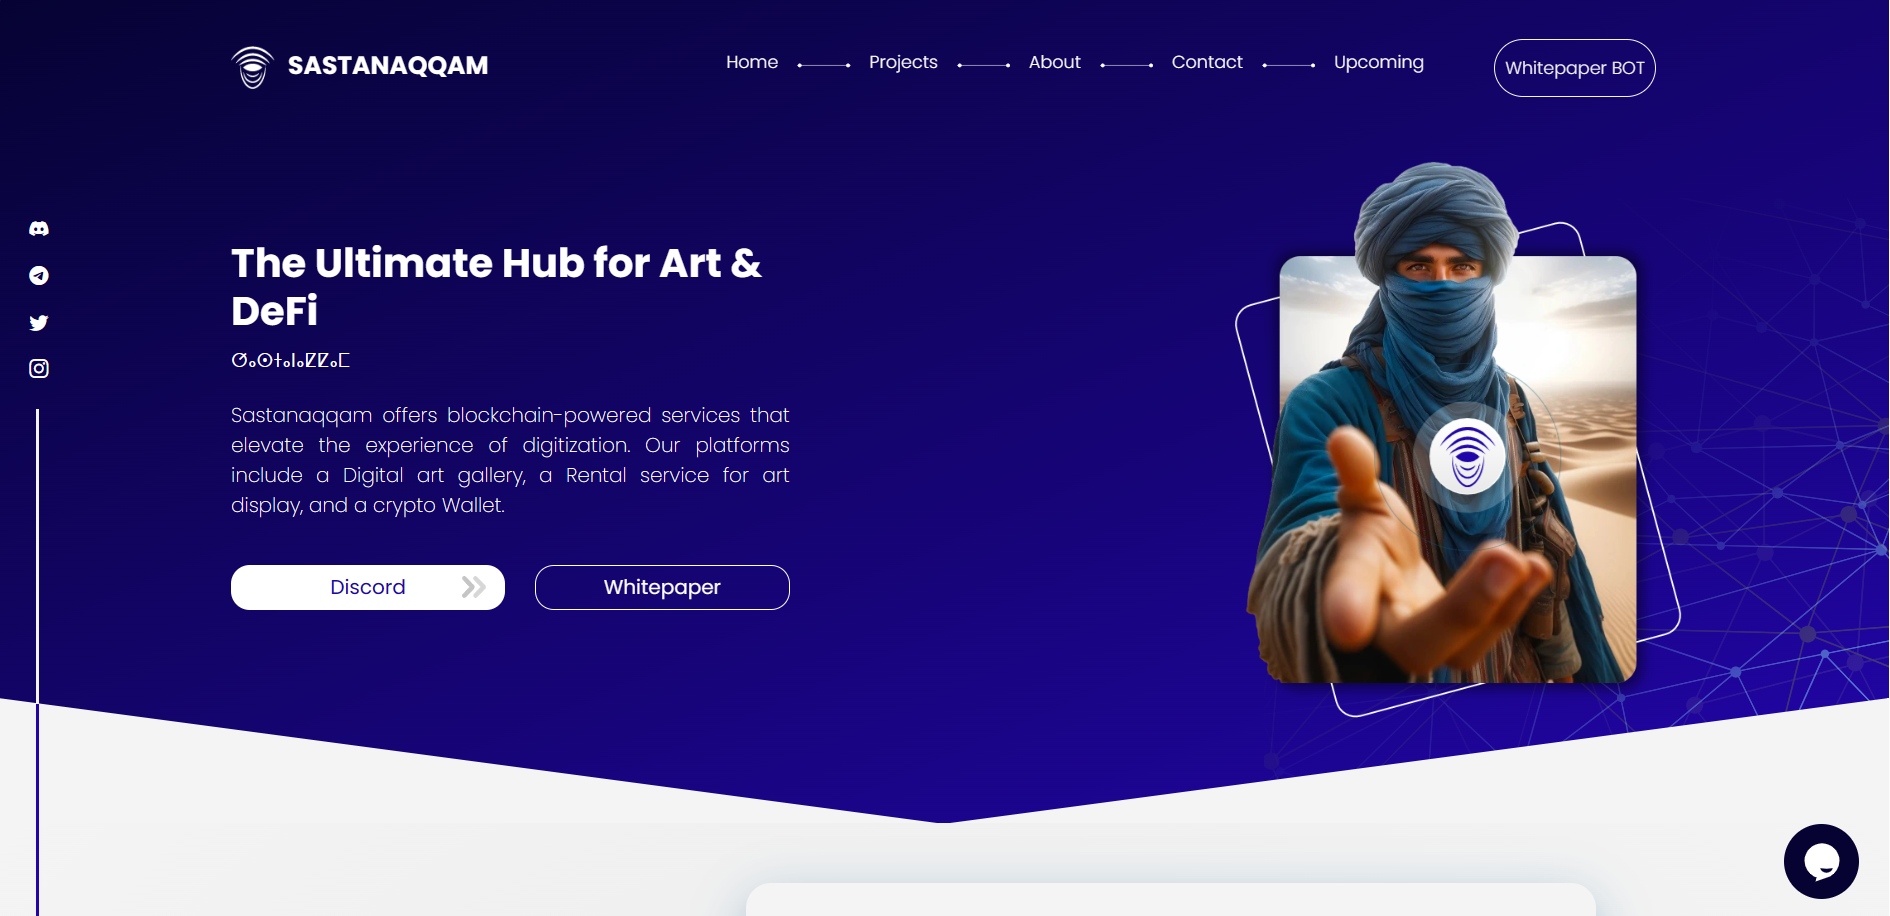 SASTANAQQAM
Home
Projects
About
Contact
Upcoming
Whitepaper BOT
The Ultimate Hub for Art &
DeFi
ⵚⴰⵙⵜⴰⵏⴰⵇⵇⴰⵎ
Sastanaqqam offers blockchain-powered services that
elevate the experience of digitization. Our platforms
include a Digital art gallery, a Rental service for art
display, and a crypto Wallet.
Discord
Whitepaper